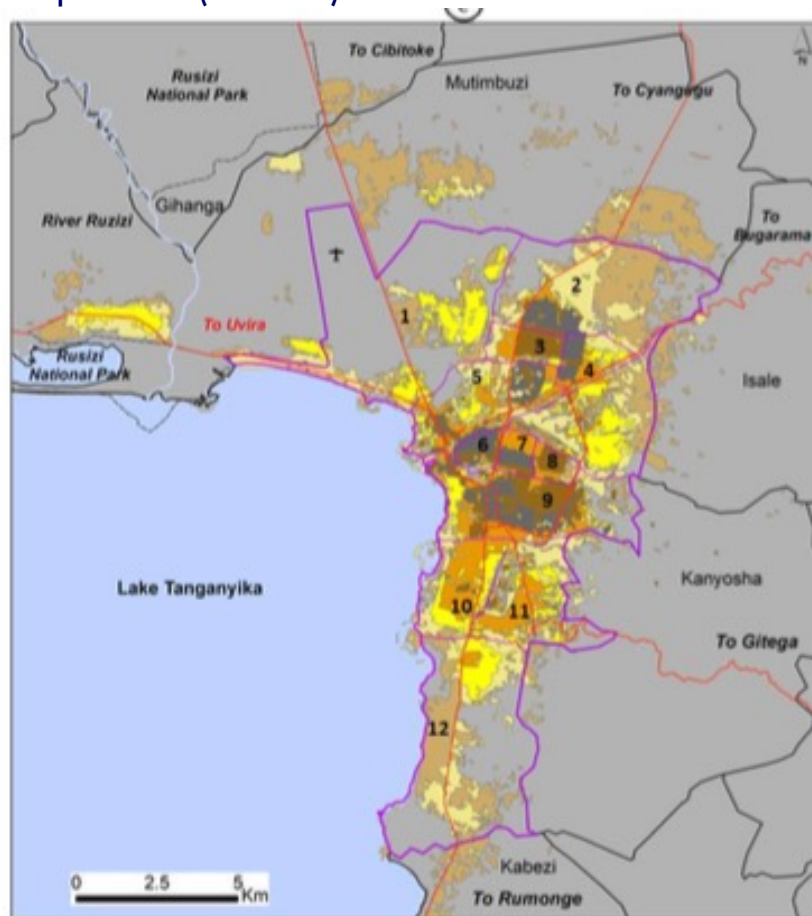 To Cibitoke
N
Rusizi
National Park
Mutimbuzi
To Cyangugu
Gihanga
River Ruzizi
To
Bugarama
2
1
To Uvira
3
Rusizi
National Park
4
5
Isale
6
7
8
9
Kanyosha
Lake Tanganyika
10
11
To Gitega
12
0 2.5 5
Km
Kabezi
To Rumonge